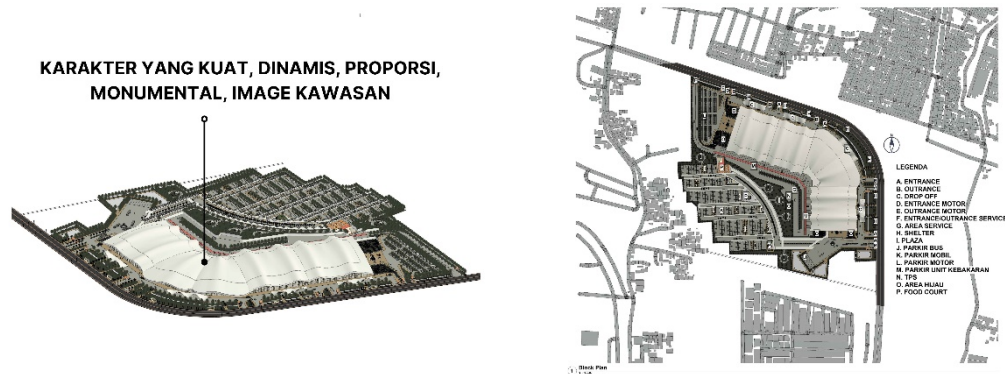 KARAKTER YANG KUAT, DINAMIS, PROPORSI,
MONUMENTAL, IMAGE KAWASAN
LEGENDA
A. ENTRANCE
B. OUTRANCE
C. DROP OFF
D. ENTRANCE MOTOR
E. OUTRANCE MOTOR
F. ENTRANCE/OUTRANCE SERVICE
G. AREA SERVICE
H. SHELTER
I. PLAZA
J. PARKIR BUS
K. PARKIR MOBIL
L. PARKIR MOTOR
M. PARKIR UNIT KEBAKARAN
N. TPS
O. AREA HIJAU
P. FOOD COURT
1 Block Plan